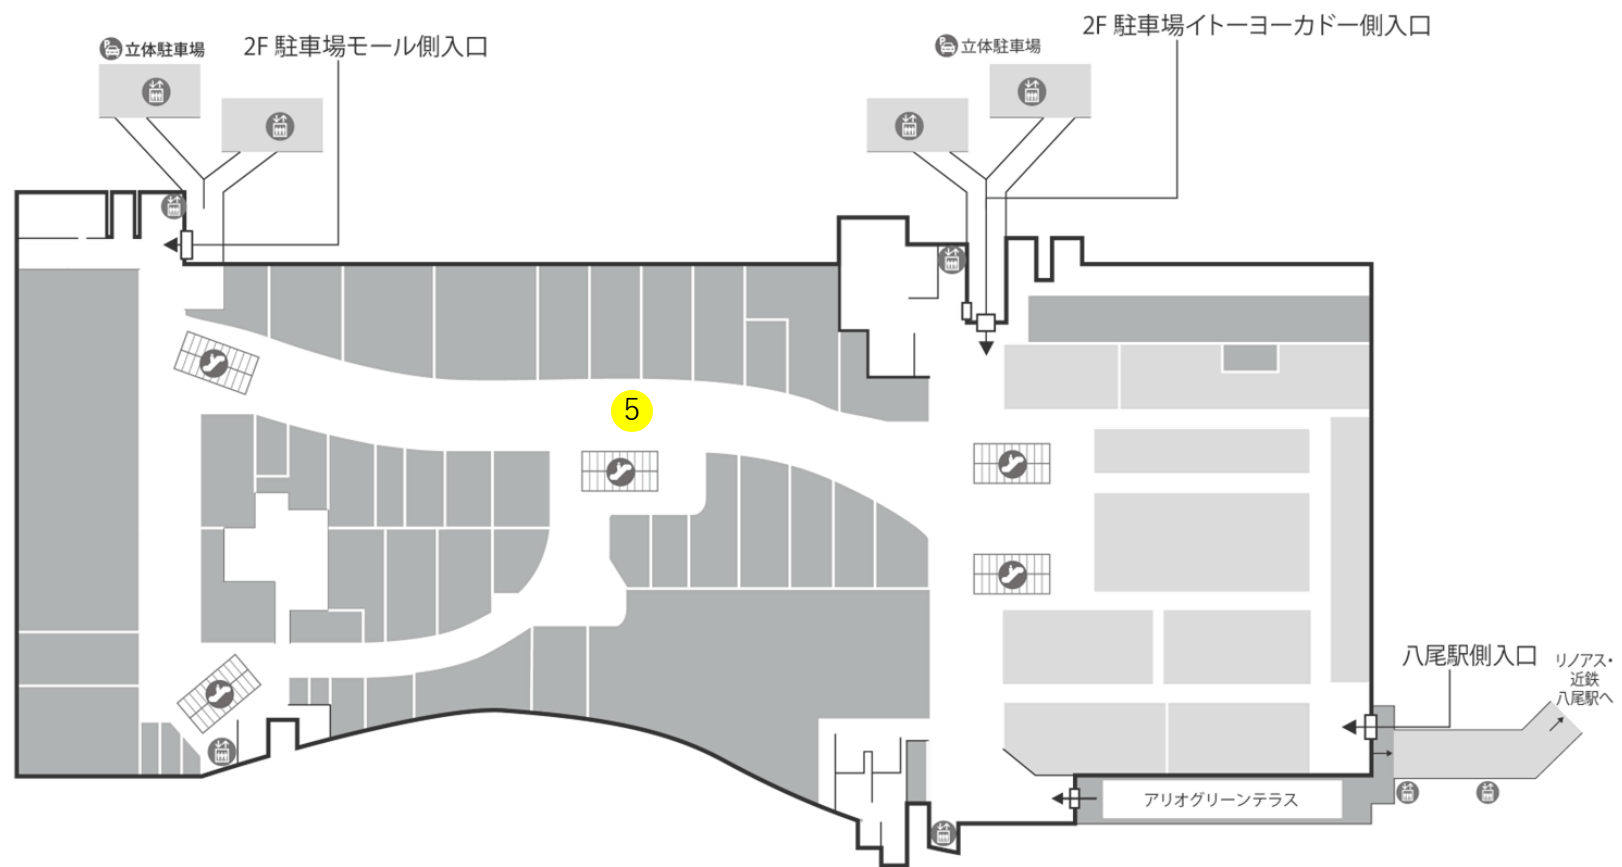 立体駐車場
2F 駐車場モール側入口
立体駐車場
2F 駐車場イトーヨーカドー側入口
5
八尾駅側入口
リノアス・
近鉄
八尾駅へ
アリオグリーンテラス